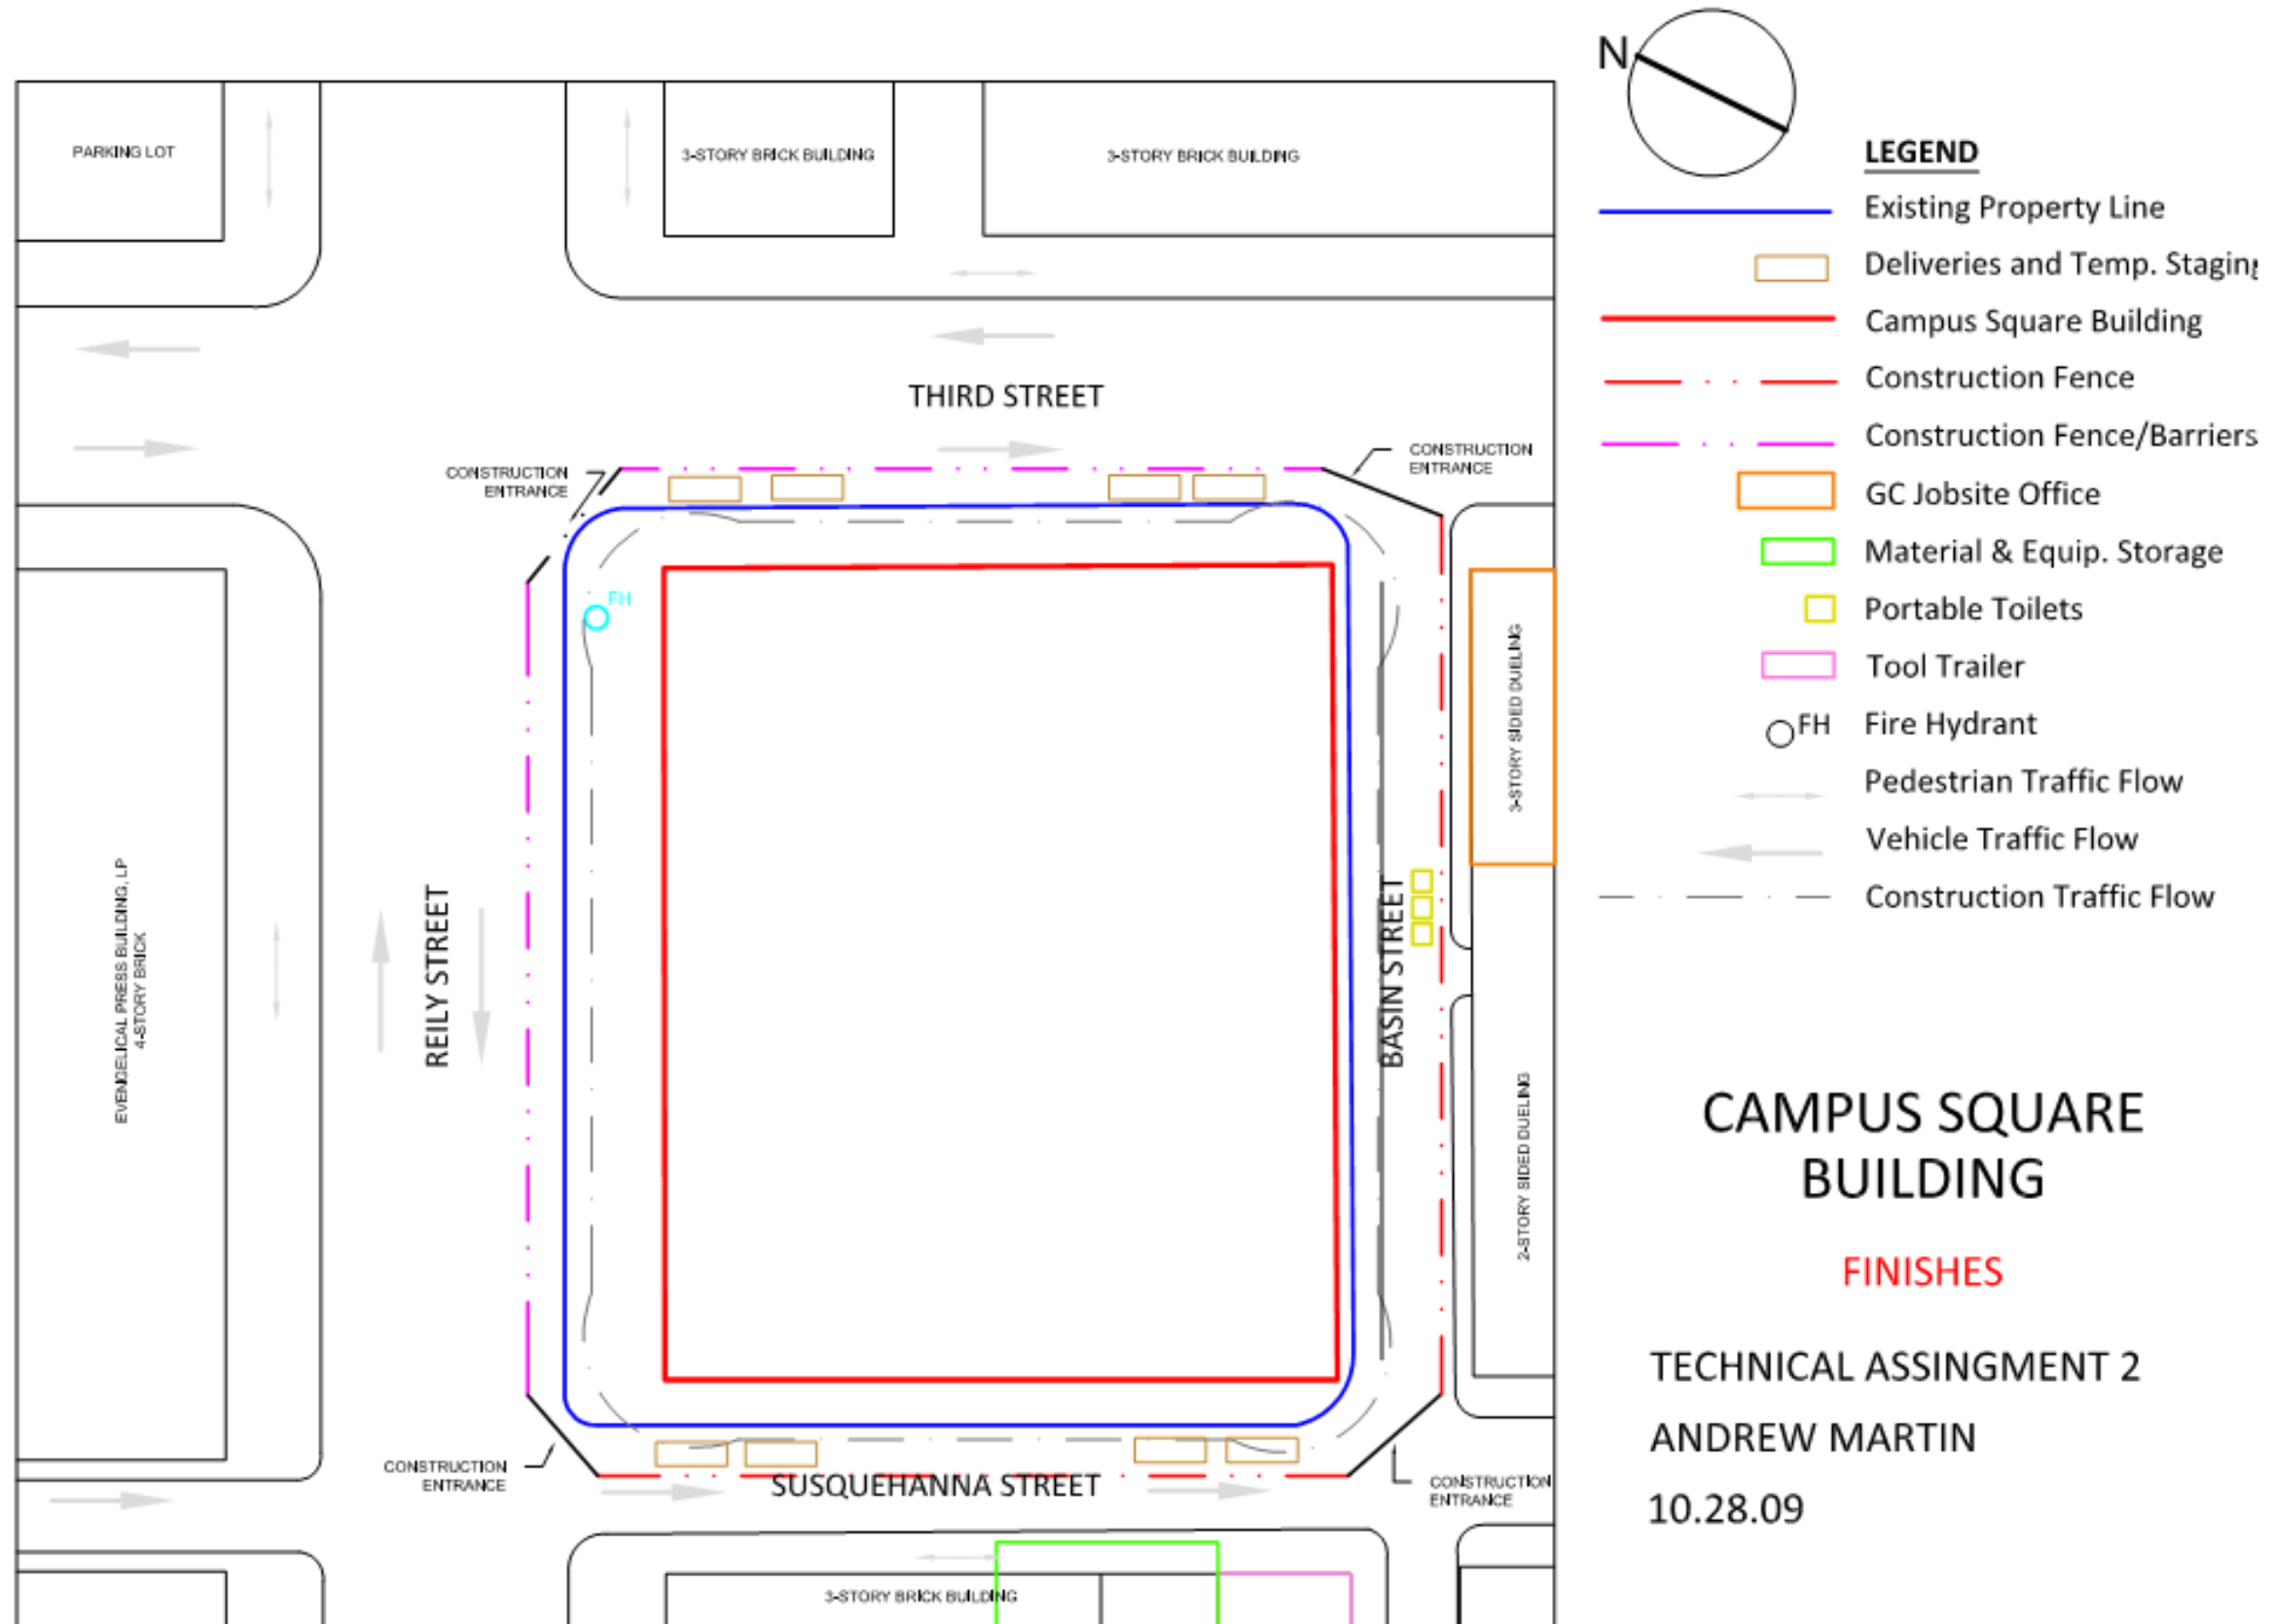 N
LEGEND
Existing Property Line
Deliveries and Temp. Staging
Campus Square Building
Construction Fence
Construction Fence/Barriers
GC Jobsite Office
Material & Equip. Storage
Portable Toilets
Tool Trailer
FH Fire Hydrant
Pedestrian Traffic Flow
Vehicle Traffic Flow
Construction Traffic Flow
PARKING LOT
3-STORY BRICK BUILDING
3-STORY BRICK BUILDING
THIRD STREET
CONSTRUCTION
ENTRANCE
CONSTRUCTION
ENTRANCE
FH
3-STORY SIDED DUELING
EVENGELICAL PRESS BUILDING, LP
4-STORY BRICK
REILY STREET
BASIN STREET
2-STORY SIDED DUELING
CONSTRUCTION
ENTRANCE
SUSQUEHANNA STREET
CONSTRUCTION
ENTRANCE
3-STORY BRICK BUILDING
CAMPUS SQUARE
BUILDING
FINISHES
TECHNICAL ASSINGMENT 2
ANDREW MARTIN
10.28.09